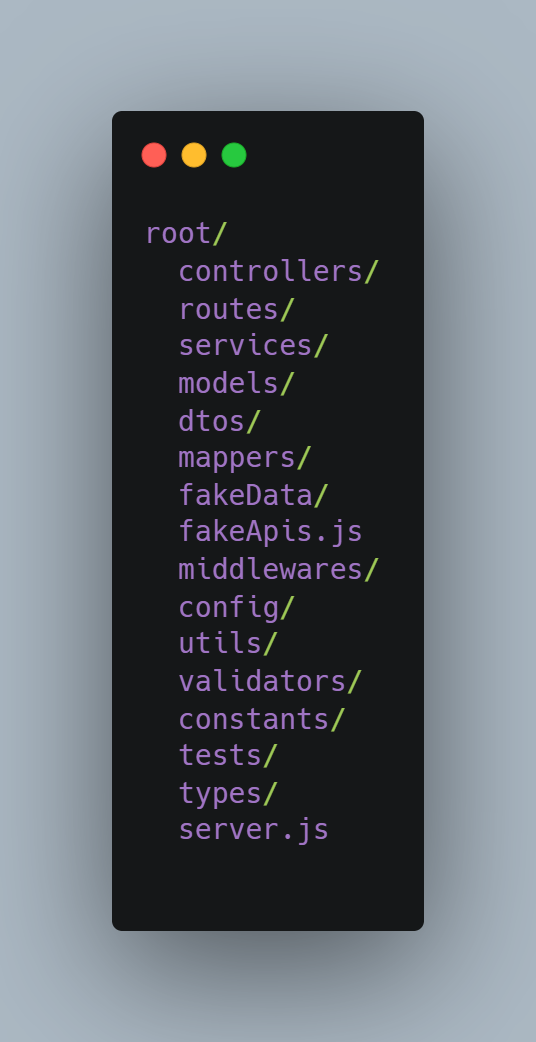 root/
controllers/
routes/
services/
models/
dtos/
mappers/
fakeData/
fakeApis.js
middlewares/
config/
utils/
validators/
constants/
tests/
types/
server.js